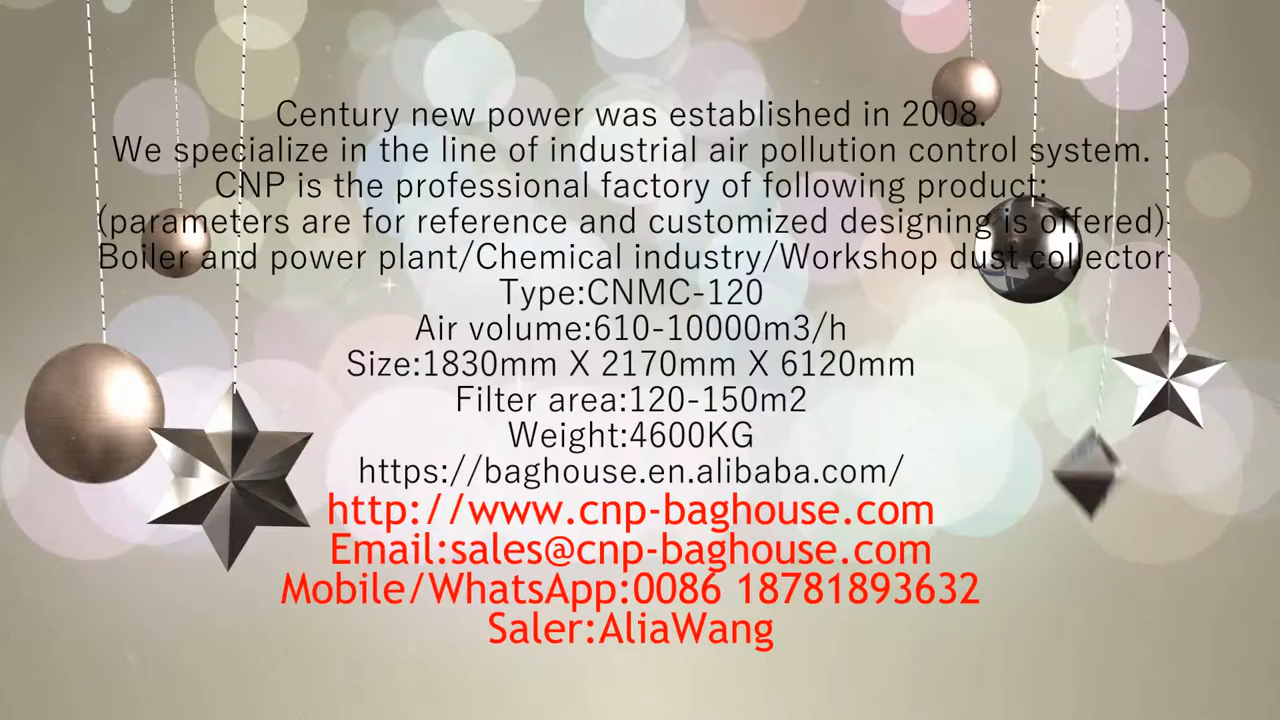 Century new power was established in 2008.
We specialize in the line of industrial air pollution control system.
CNP is the professional factory of following product:
(parameters are for reference and customized designing is offered)
Boiler and power plant/Chemical industry/Workshop dust collector
Type:CNMC-120
Air volume:610-10000m3/h
Size:1830mm X 2170mm X 6120mm
Filter area:120-150m2
Weight:4600KG
https://baghouse.en.alibaba.com/
http://www.cnp-baghouse.com
Email:sales@cnp-baghouse.com
Mobile/WhatsApp:0086 18781893632
Saler:AliaWang